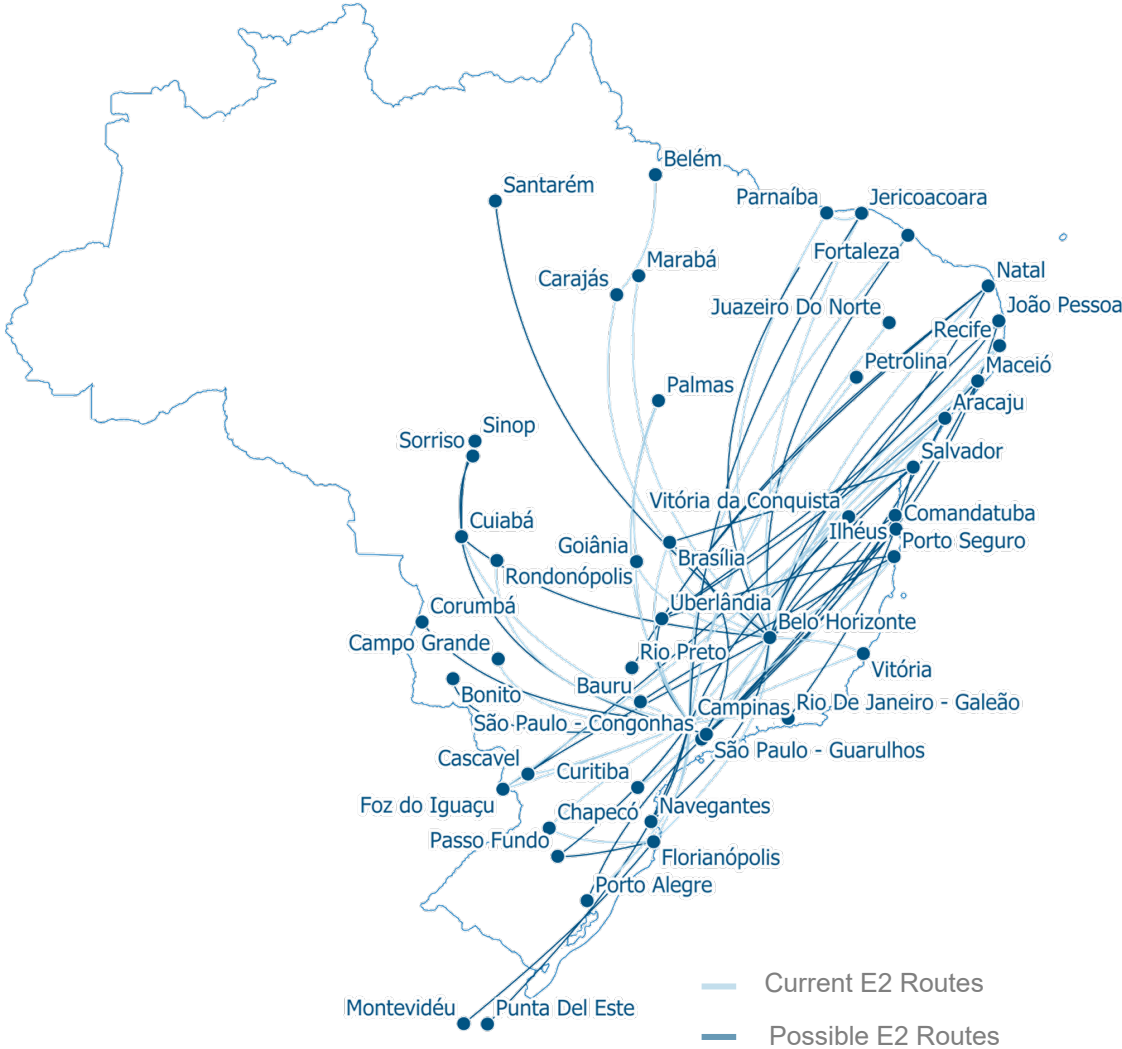 Belém
Santarém
Parnaíba
Jericoacoara
Fortaleza
Marabá
Carajás
Natal
Juazeiro Do Norte
João Pessoa
Recife
Petrolina
Maceió
Palmas
Aracaju
Sinop
Sorriso
Salvador
Vitória da Conquista
Comandatuba
Cuiabá
Ilhéus
Porto Seguro
Goiânia
Brasília
Rondonópolis
Uberlândia
Corumbá
Belo Horizonte
Campo Grande
Rio Preto
Vitória
Bauru
Bonito
Campinas
Rio De Janeiro - Galeão
São Paulo - Congonhas
São Paulo - Guarulhos
Cascavel
Curitiba
Foz do Iguaçu
Chapecó
Navegantes
Passo Fundo
Florianópolis
Porto Alegre
Current E2 Routes
Montevidéu
Punta Del Este
Possible E2 Routes